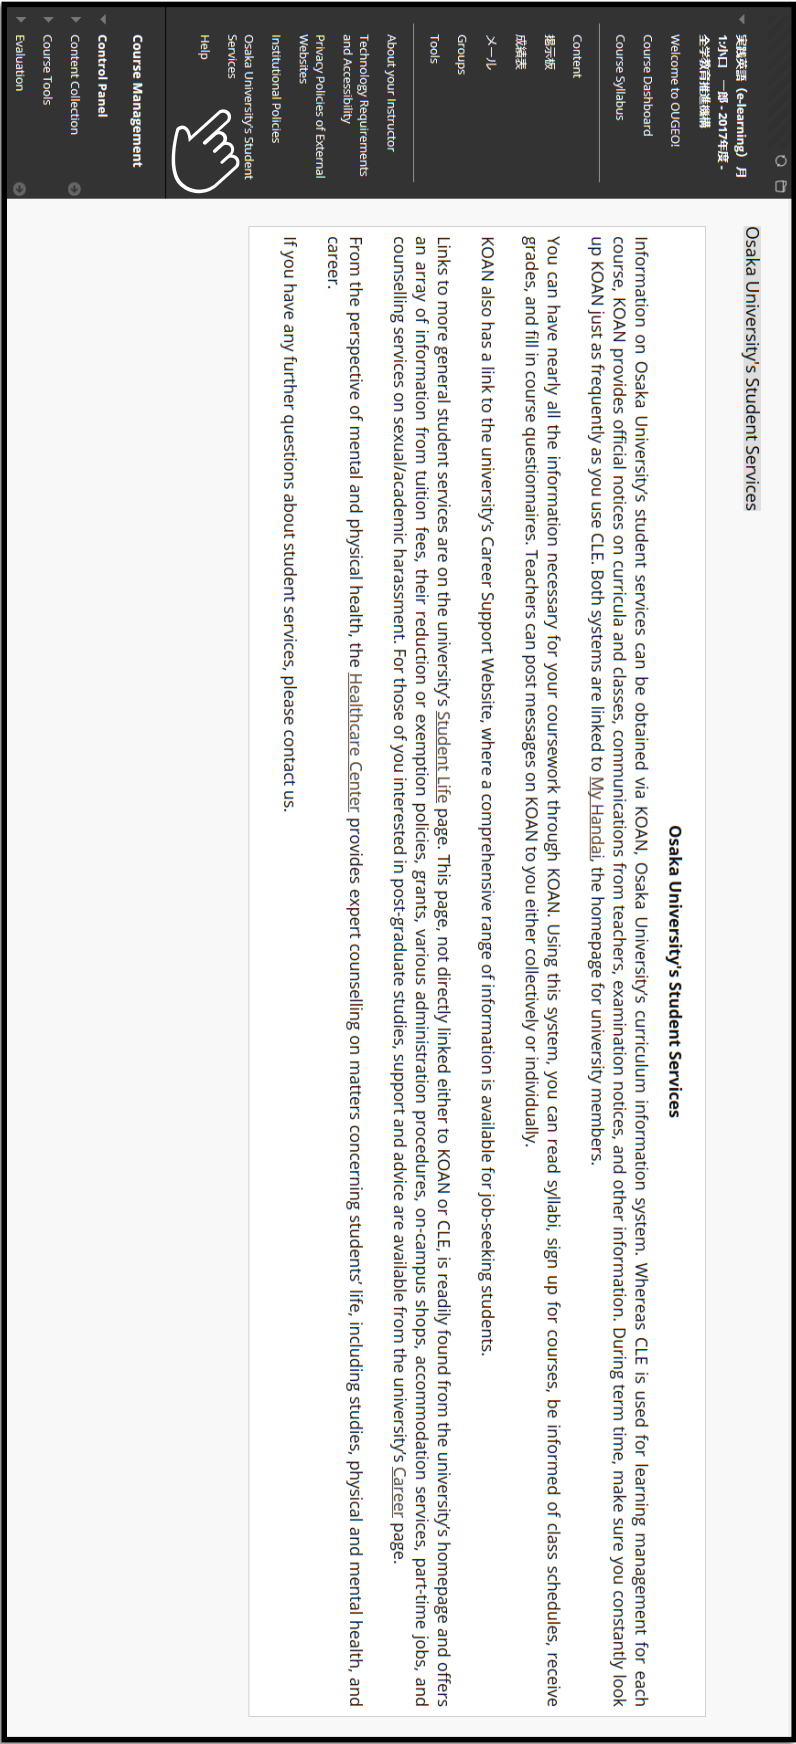 実践英語（e-learning）月
1:小口　一郎 - 2017年度 -
全学教育推進機構
Welcome to OUGEO!
Course Dashboard
Course Syllabus
Content
掲示板
成績表
メール
Groups
Tools
About your Instructor
Technology Requirements
and Accessibility
Privacy Policies of External
Websites
Institutional Policies
Osaka University's Student
Services
Help
Course Management
Control Panel
Content Collection
Course Tools
Evaluation
Osaka University's Student Services
Osaka University's Student Services
Information on Osaka University's student services can be obtained via KOAN, Osaka University's curriculum information system. Whereas CLE is used for learning management for each
course, KOAN provides official notices on curricula and classes, communications from teachers, examination notices, and other information. During term time, make sure you constantly look
up KOAN just as frequently as you use CLE. Both systems are linked to My Handai, the homepage for university members.
You can have nearly all the information necessary for your coursework through KOAN. Using this system, you can read syllabi, sign up for courses, be informed of class schedules, receive
grades, and fill in course questionnaires. Teachers can post messages on KOAN to you either collectively or individually.
KOAN also has a link to the university's Career Support Website, where a comprehensive range of information is available for job-seeking students.
Links to more general student services are on the university's Student Life page. This page, not directly linked either to KOAN or CLE, is readily found from the university's homepage and offers
an array of information from tuition fees, their reduction or exemption policies, grants, various administration procedures, on-campus shops, accommodation services, part-time jobs, and
counselling services on sexual/academic harassment. For those of you interested in post-graduate studies, support and advice are available from the university's Career page.
From the perspective of mental and physical health, the Healthcare Center provides expert counselling on matters concerning students' life, including studies, physical and mental health, and
career.
If you have any further questions about student services, please contact us.